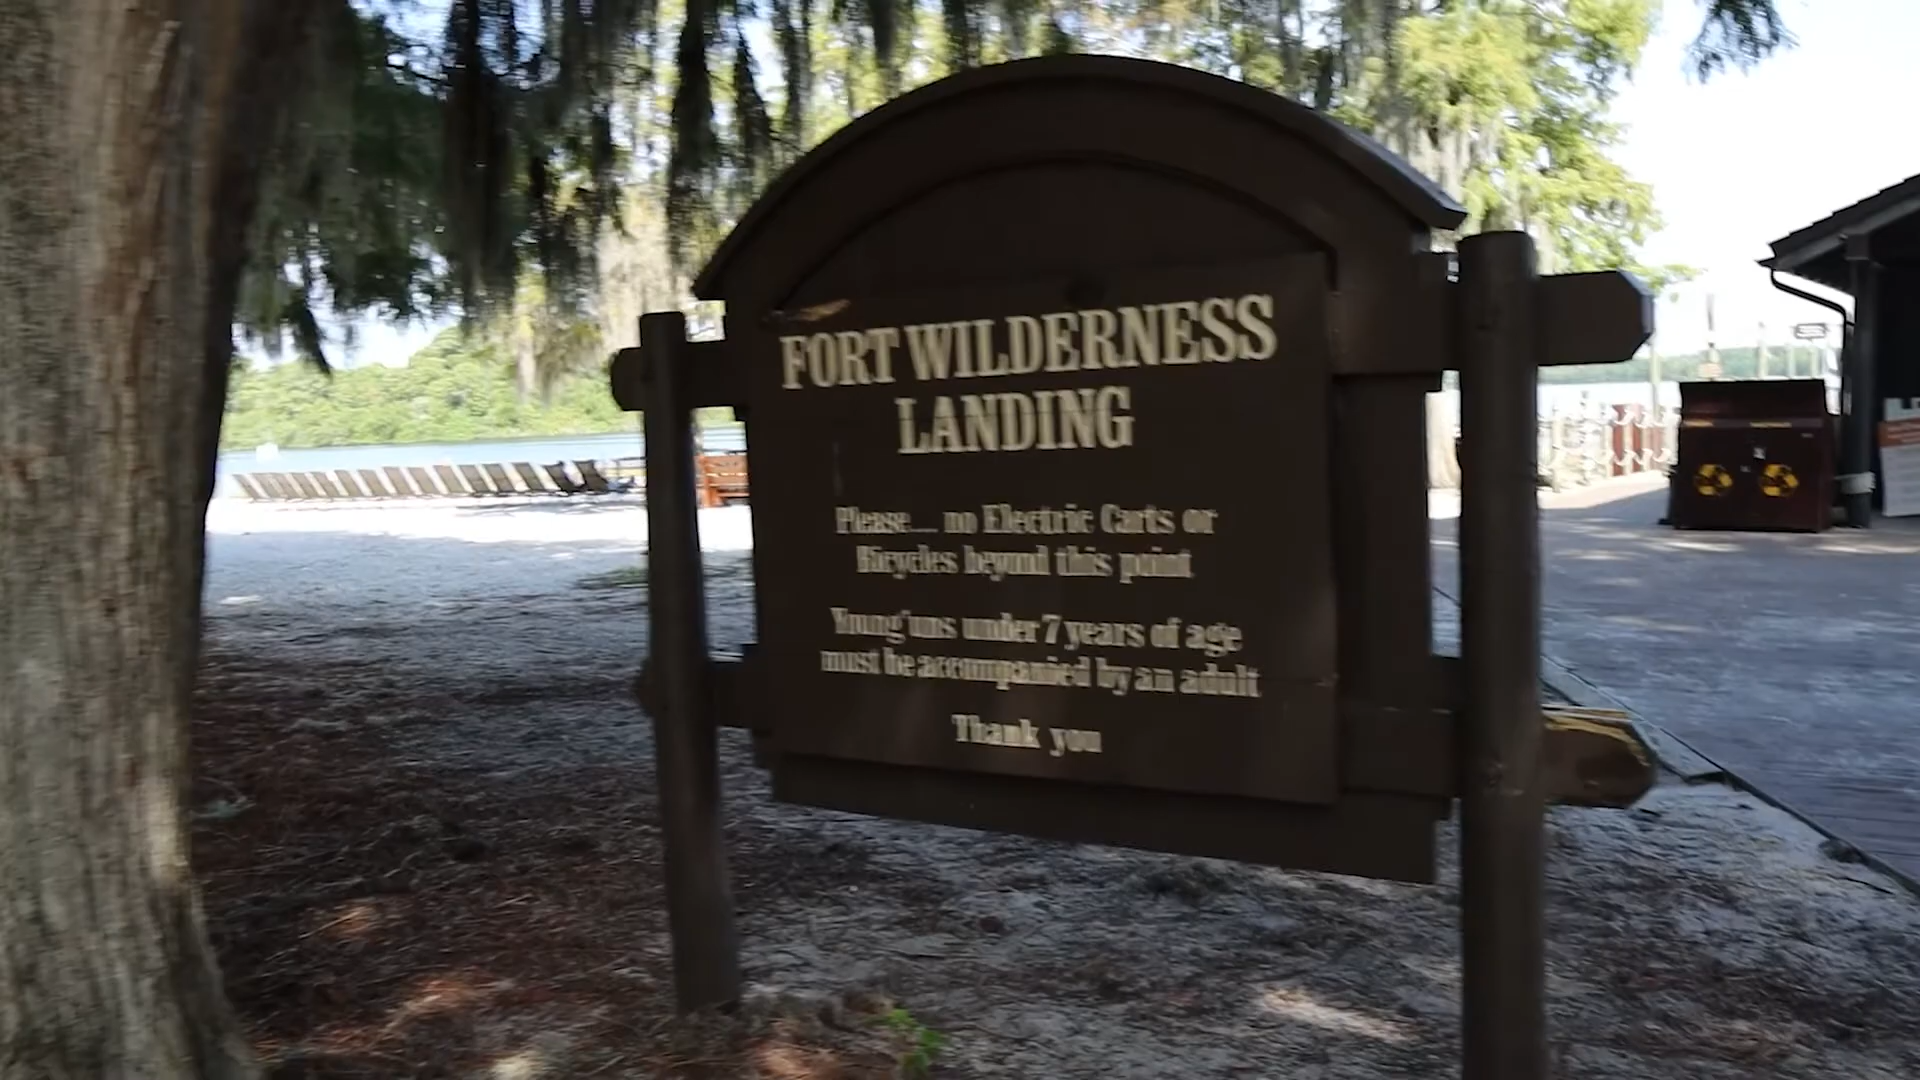 FORT WILDERNESS
LANDING
Please... no Electric Carts or
Bicycles beyond this point
Young'uns under 7 years of age
must be accompanied by an adult
Thank you